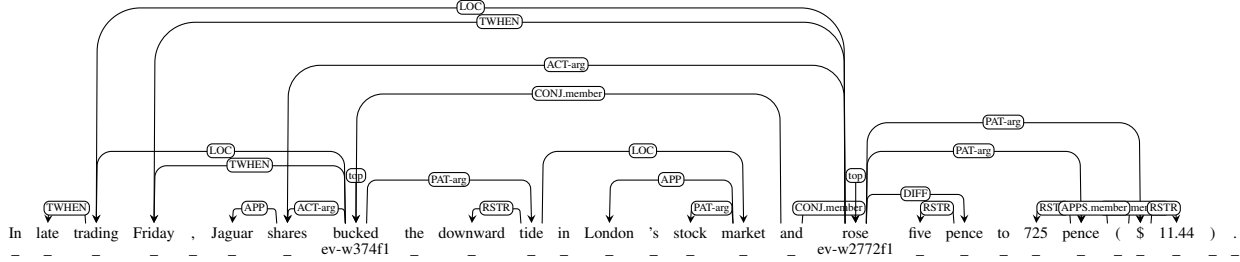 LOC
TWHEN
ACT-arg
CONJ.member
PAT-arg
LOC LOC PAT-arg
TWHEN top PAT-arg APP top
DIFF
TWHEN APP ACT-arg RSTR PAT-arg CONJ.member RSTR APPS.member RSTR
In late trading Friday , Jaguar shares bucked the downward tide in London 's stock market and rose five pence to 725 pence ( $ 11.44 ) .
_ _ _ _ _ _ _ ev-w374f1 _ _ _ _ _ _ _ _ _ ev-w2772f1 _ _ _ _ _ _ _ _ _ _